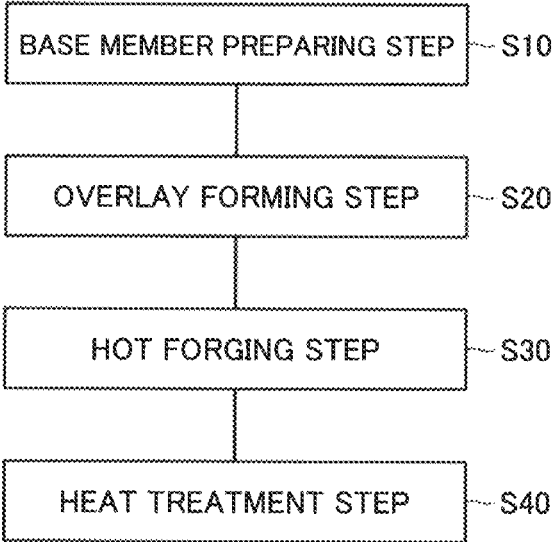 BASE MEMBER PREPARING STEP S10
OVERLAY FORMING STEP S20
HOT FORGING STEP S30
HEAT TREATMENT STEP S40